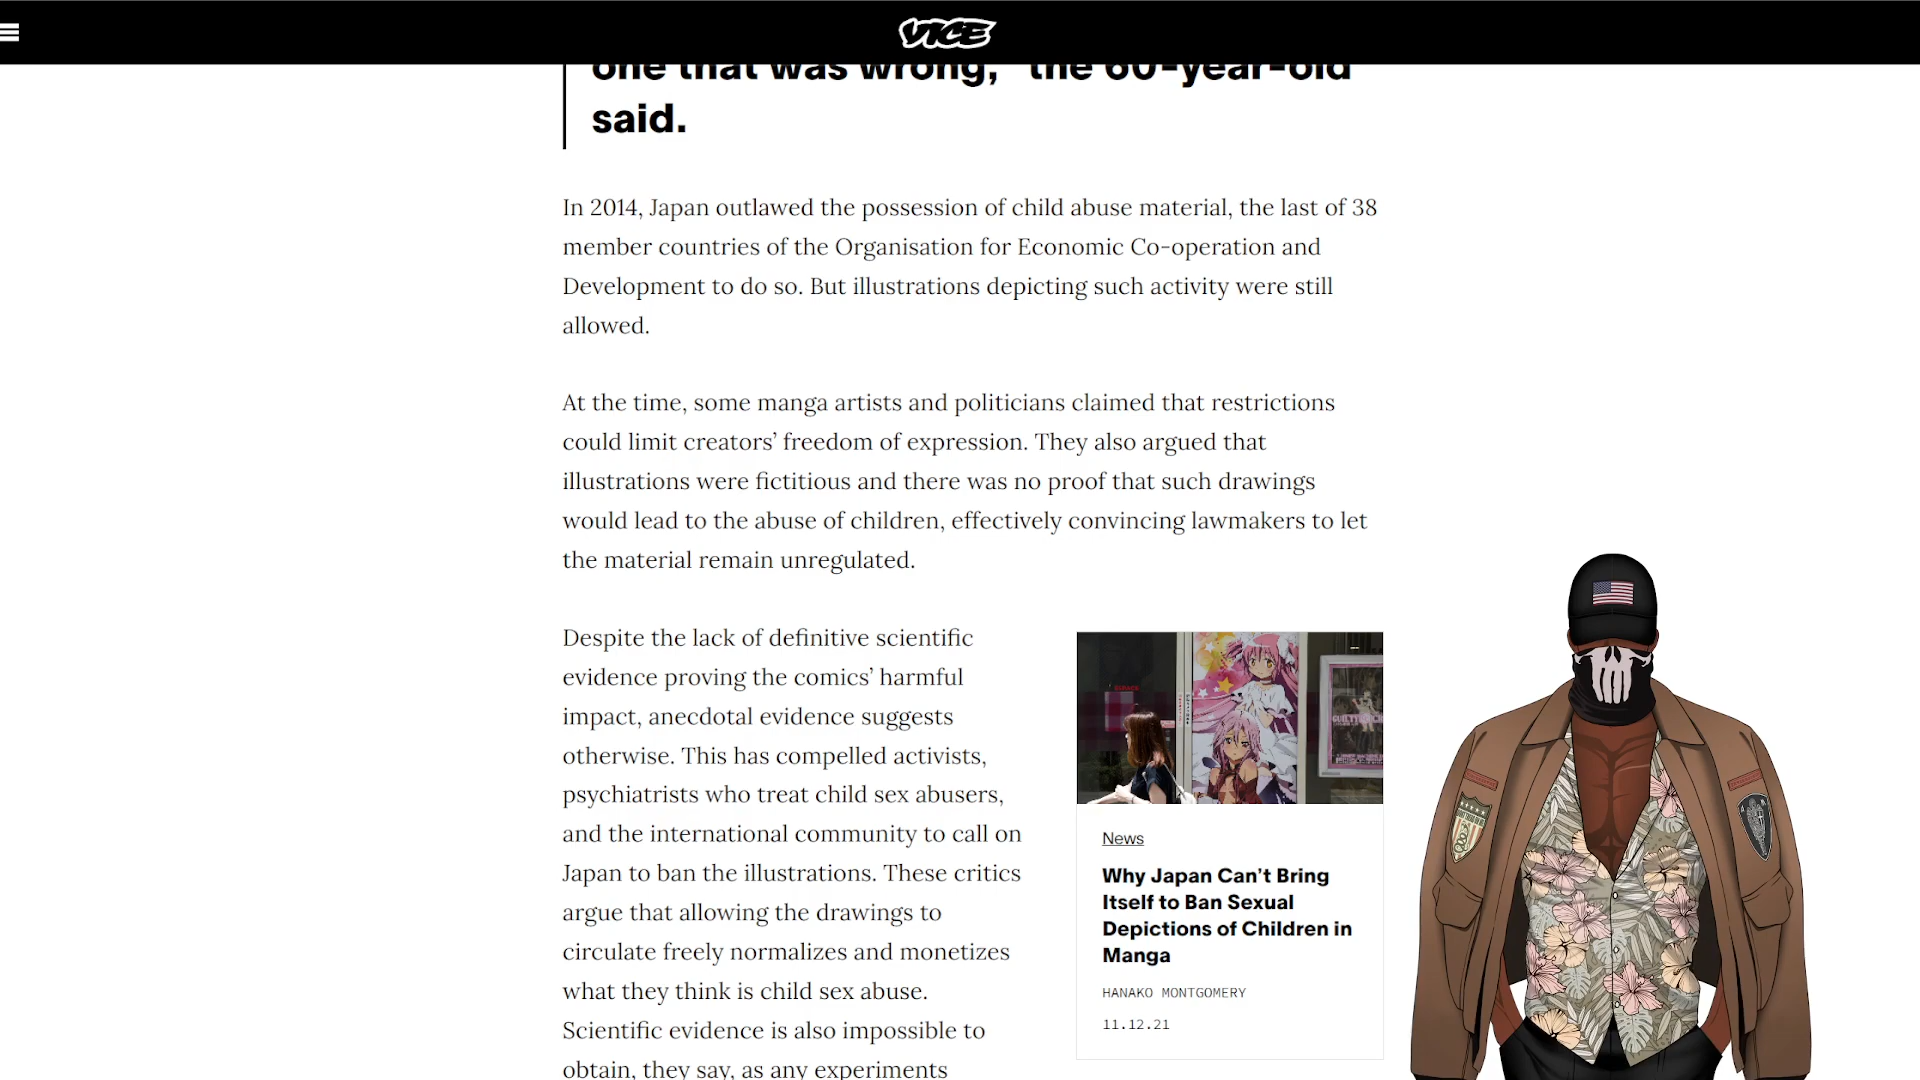 VICE
one that was wrong," the 60-year-old
said.
In 2014, Japan outlawed the possession of child abuse material, the last of 38
member countries of the Organisation for Economic Co-operation and
Development to do so. But illustrations depicting such activity were still
allowed.
At the time, some manga artists and politicians claimed that restrictions
could limit creators’ freedom of expression. They also argued that
illustrations were fictitious and there was no proof that such drawings
would lead to the abuse of children, effectively convincing lawmakers to let
the material remain unregulated.
Despite the lack of definitive scientific
evidence proving the comics’ harmful
impact, anecdotal evidence suggests
otherwise. This has compelled activists,
psychiatrists who treat child sex abusers,
and the international community to call on
Japan to ban the illustrations. These critics
argue that allowing the drawings to
circulate freely normalizes and monetizes
what they think is child sex abuse.
Scientific evidence is also impossible to
obtain, they say, as any experiments
News
Why Japan Can’t Bring
Itself to Ban Sexual
Depictions of Children in
Manga
HANAKO MONTGOMERY
11.12.21